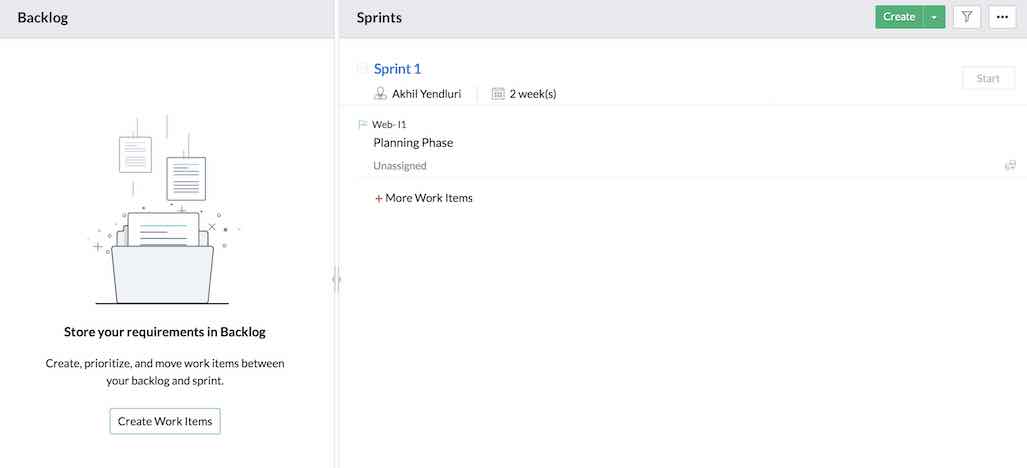 Backlog
Store your requirements in Backlog
Create, prioritize, and move work items between
your backlog and sprint.
Create Work Items
Sprints
Create
Sprint 1
Start
Akhil Yendluri
2 week(s)
Web- I1
Planning Phase
Unassigned
+ More Work Items